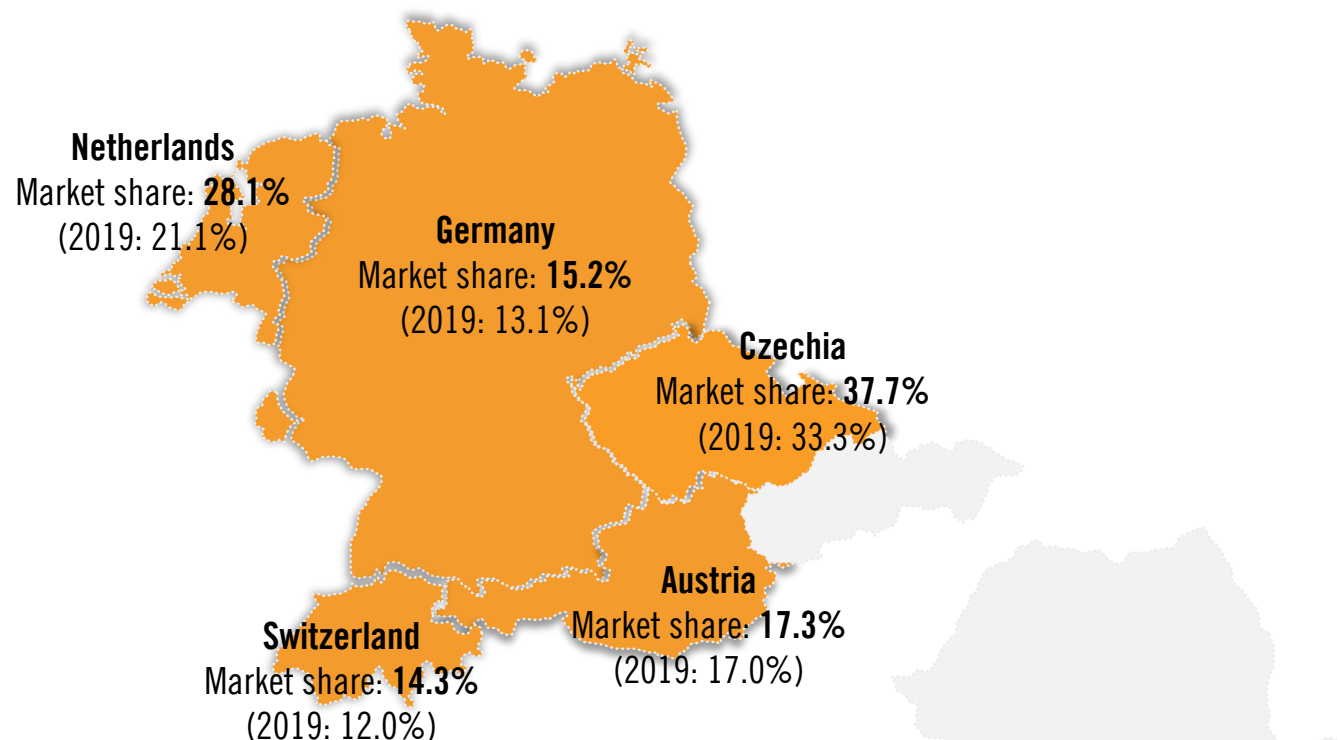 Netherlands
Market share: 28.1%
(2019: 21.1%)
Germany
Market share: 15.2%
(2019: 13.1%)
Czechia
Market share: 37.7%
(2019: 33.3%)
Austria
Market share: 17.3%
(2019: 17.0%)
Switzerland
Market share: 14.3%
(2019: 12.0%)